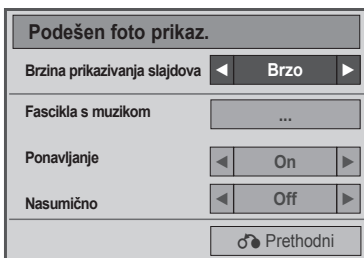 Podešen foto prikaz.
Brzina prikazivanja slajdova ◀ Brzo ▶
Fascikla s muzikom ...
Ponavljanje ◀ On ▶
Nasumično ◀ Off ▶
Prethodni